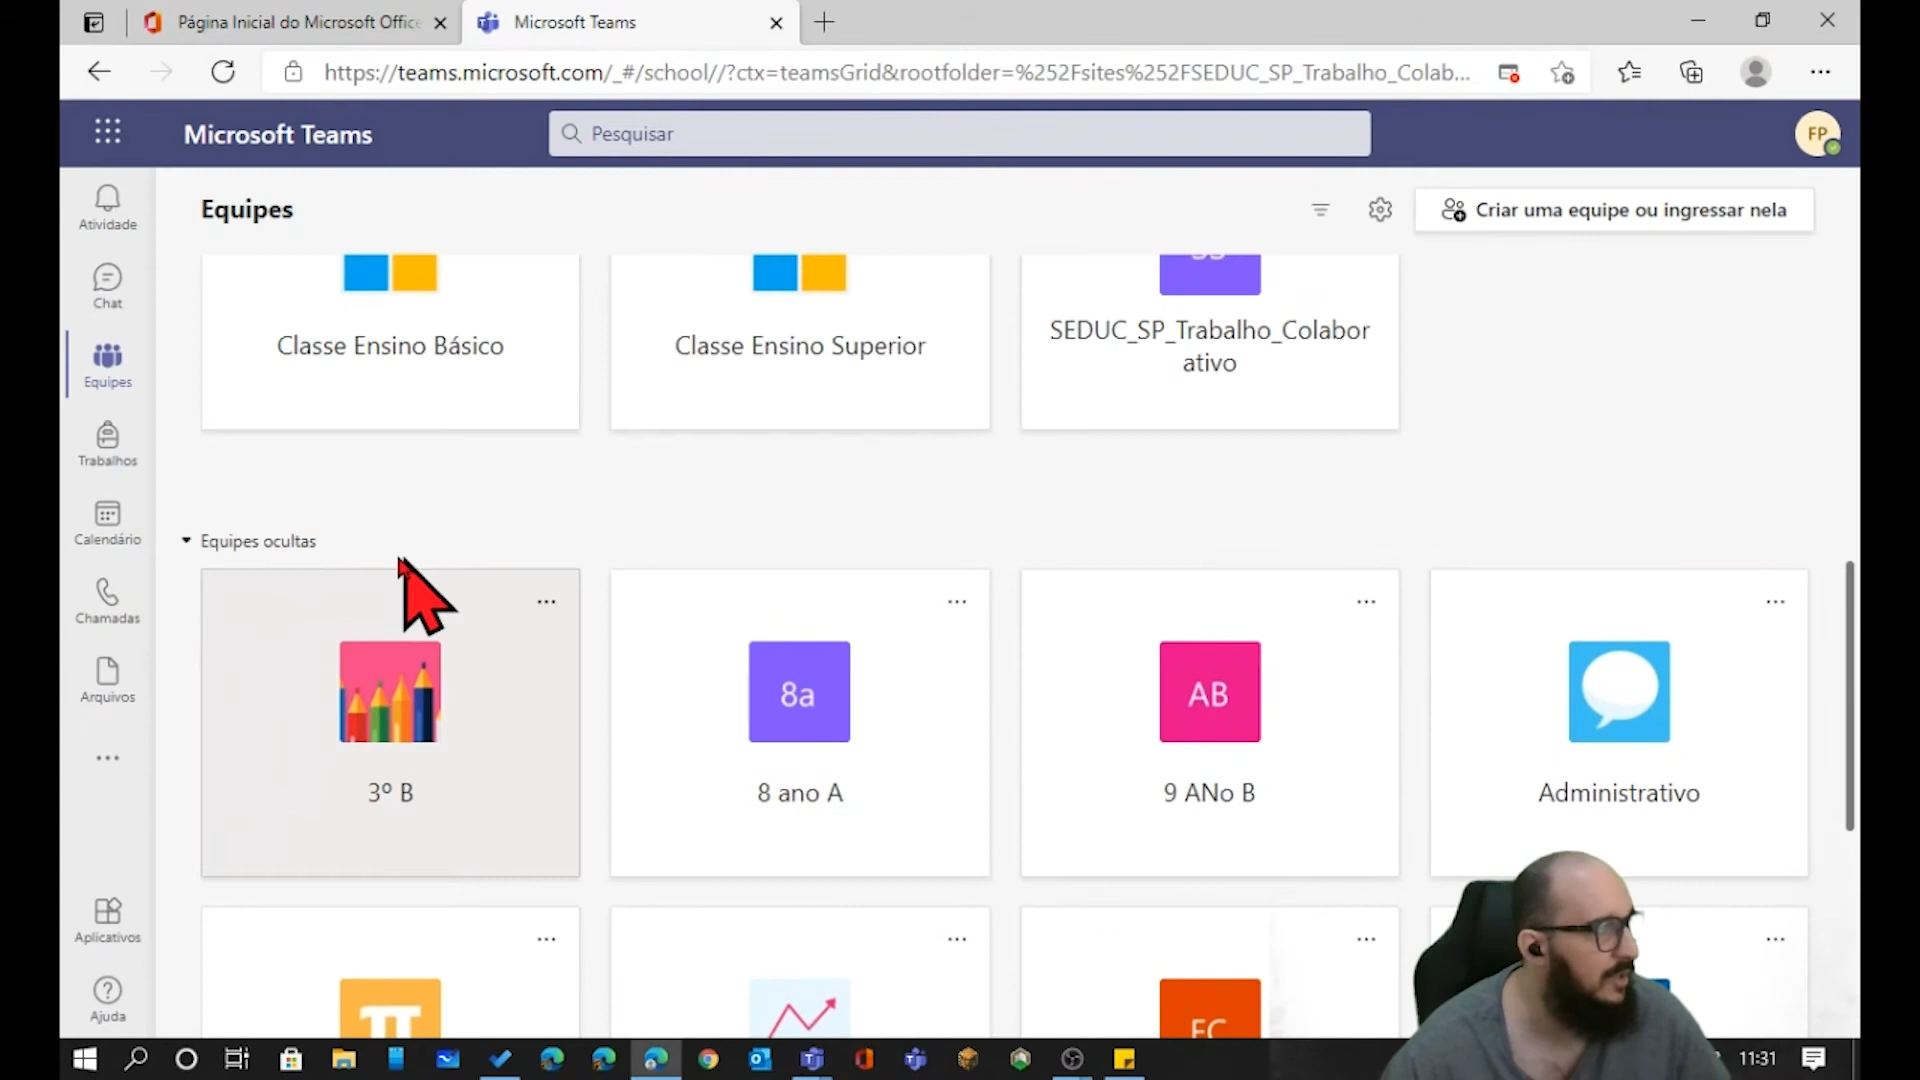 Página Inicial do Microsoft Office
Microsoft Teams
https://teams.microsoft.com/_#/school//?ctx=teamsGrid&rootfolder=%252Fsites%252FSEDUC_SP_Trabalho_Colab...
Microsoft Teams
Pesquisar
FP
Atividade
Chat
Equipes
Trabalhos
Calendário
Chamadas
Arquivos
Aplicativos
Ajuda
Equipes
Criar uma equipe ou ingressar nela
Classe Ensino Básico
Classe Ensino Superior
SEDUC_SP_Trabalho_Colabor
ativo
Equipes ocultas
3º B
8a
8 ano A
AB
9 ANo B
Administrativo
π
EC
11:31